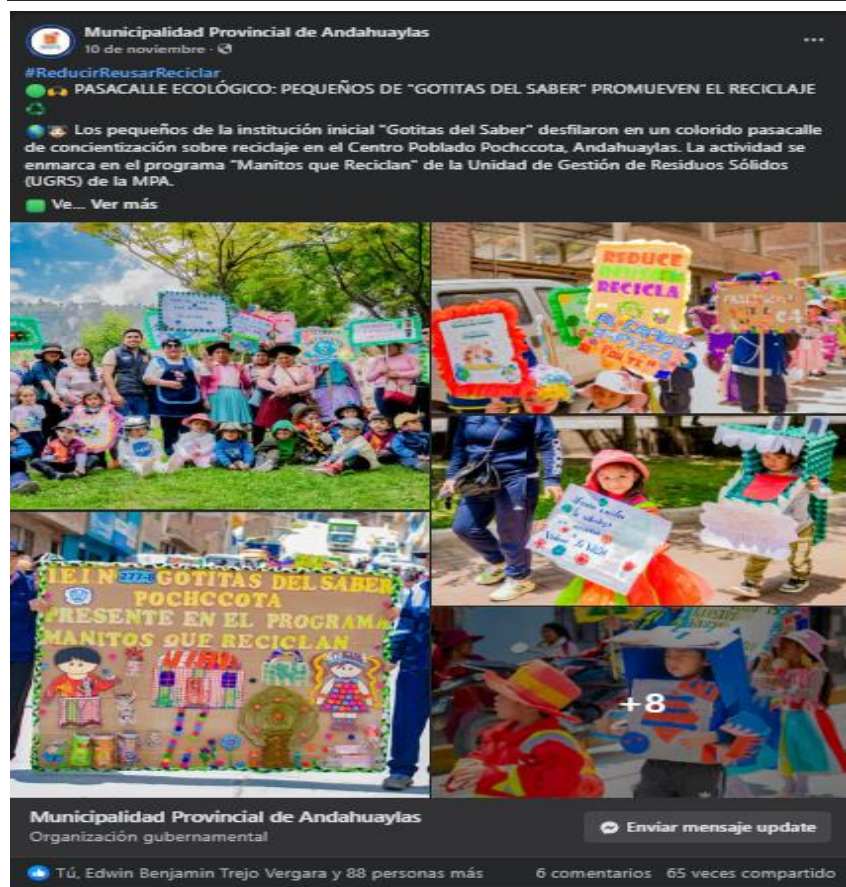 Municipalidad Provincial de Andahuaylas
10 de noviembre ·
#ReducirReusarReciclar
PASACALLE ECOLÓGICO: PEQUEÑOS DE "GOTITAS DEL SABER" PROMUEVEN EL RECICLAJE
Los pequeños de la institución inicial "Gotitas del Saber" desfilaron en un colorido pasacalle
de concientización sobre reciclaje en el Centro Poblado Pochccota, Andahuaylas. La actividad se
enmarca en el programa "Manitos que Reciclan" de la Unidad de Gestión de Residuos Sólidos
(UGRS) de la MPA.
Ve... Ver más
REDUCE
RECICLA
IEIN 277-8 GOTITAS DEL SABER
POCHCCOTA
PRESENTE EN EL PROGRAMA
MANITOS QUE RECICLAN
+8
Municipalidad Provincial de Andahuaylas
Organización gubernamental
Enviar mensaje update
Tú, Edwin Benjamin Trejo Vergara y 88 personas más
6 comentarios 65 veces compartido